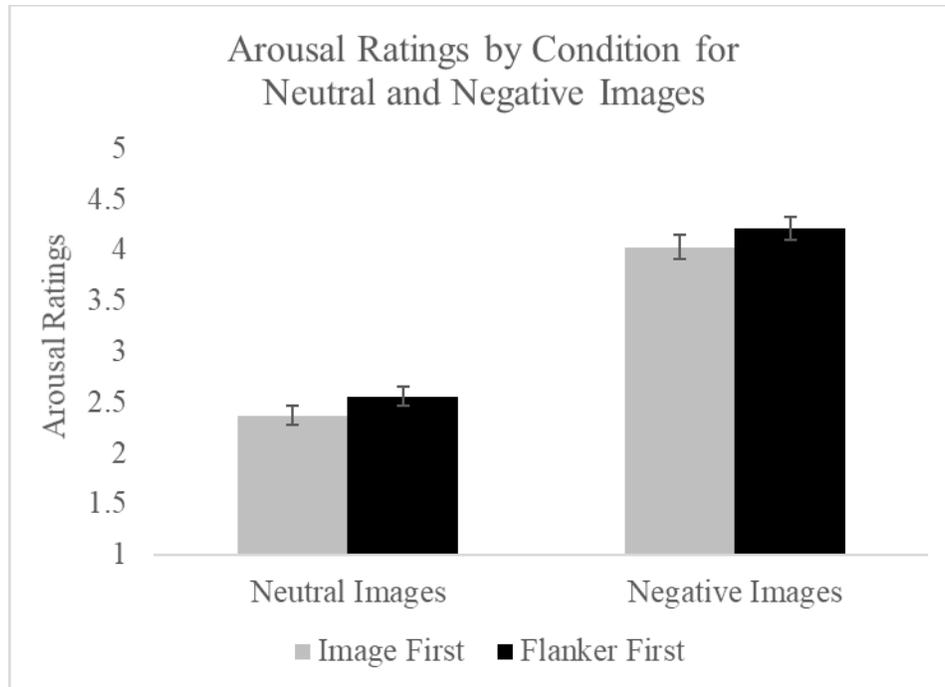 Arousal Ratings by Condition for
Neutral and Negative Images
5
4.5
4
3.5
3
2.5
2
1.5
1
Arousal Ratings
Neutral Images
Negative Images
Image First
Flanker First